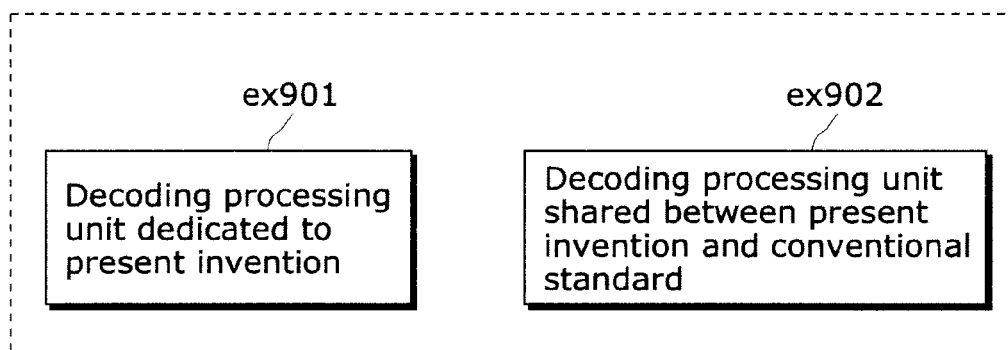 ex901
Decoding processing
unit dedicated to
present invention
ex902
Decoding processing unit
shared between present
invention and conventional
standard